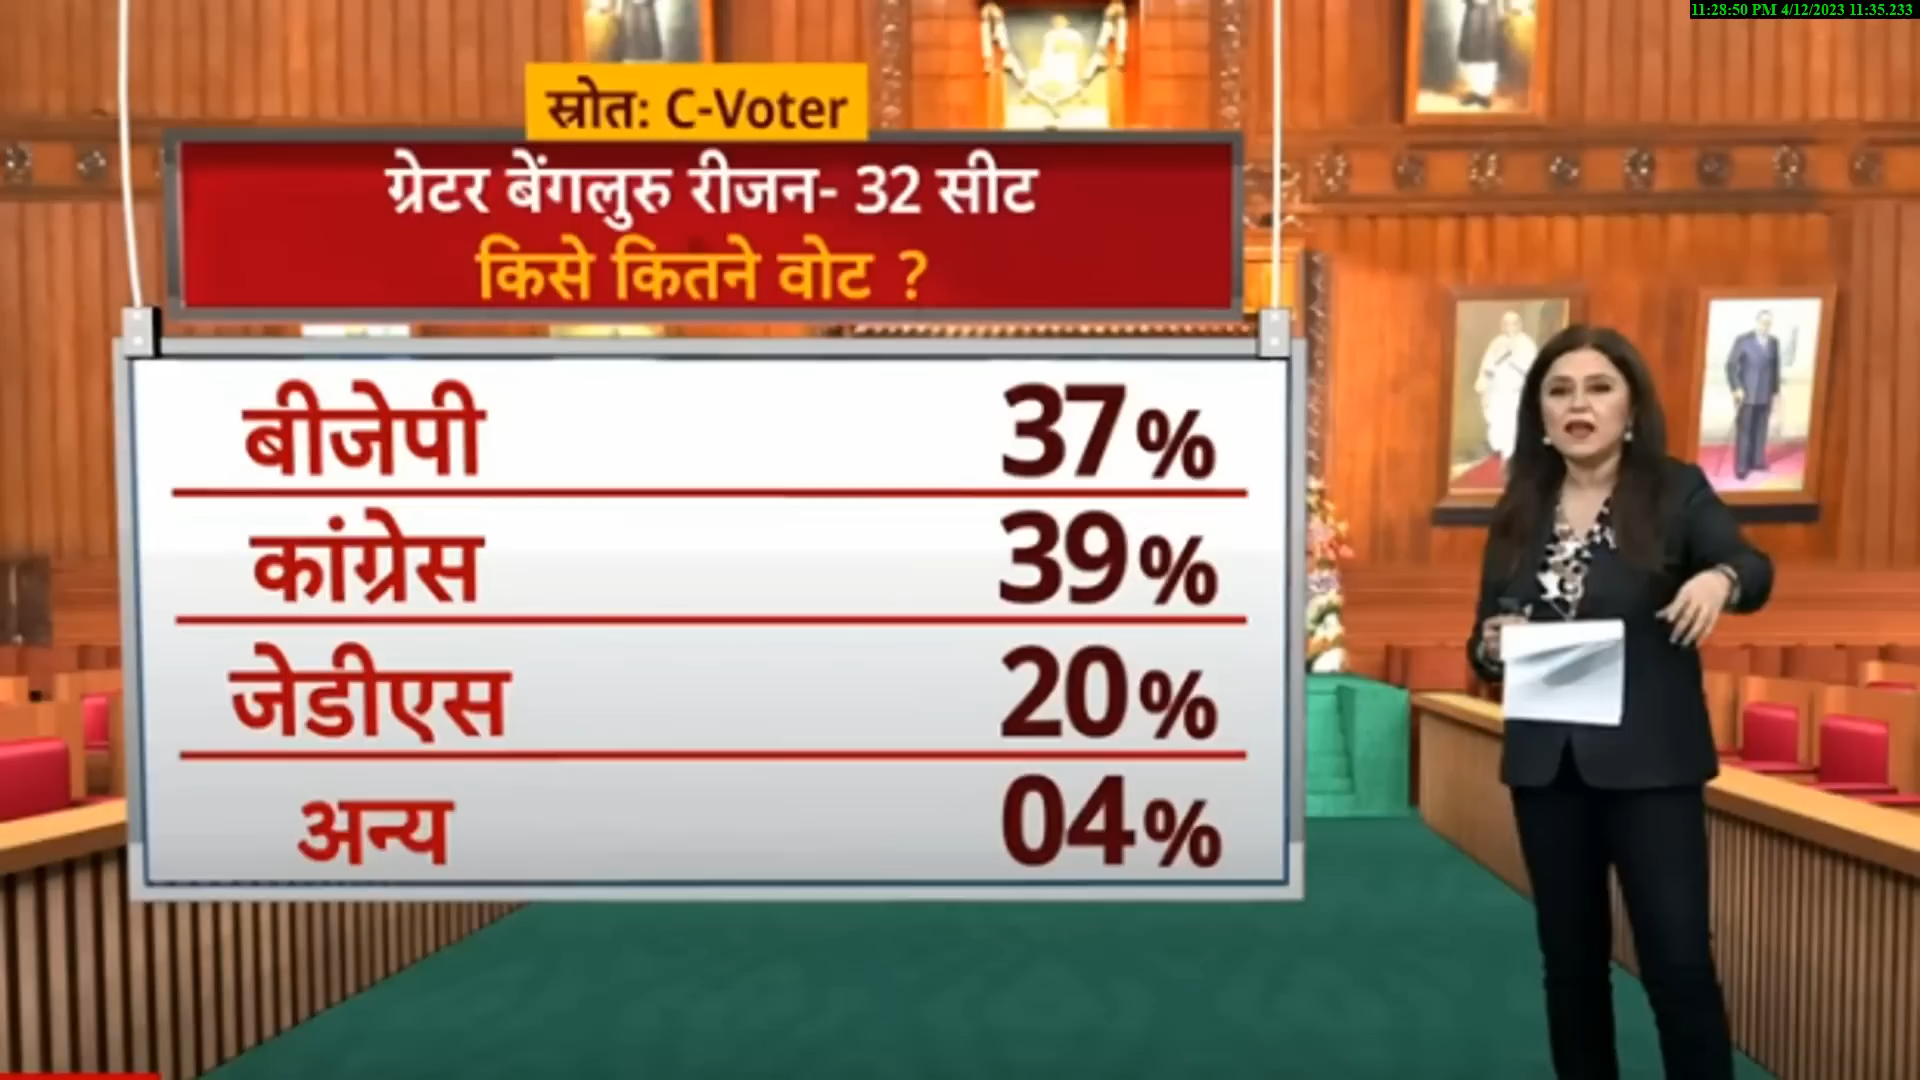 11:28:50 PM 4/12/2023 11:35.233
स्रोत: C-Voter
ग्रेटर बेंगलुरु रीजन- 32 सीट
किसे कितने वोट ?
बीजेपी 37%
कांग्रेस 39%
जेडीएस 20%
अन्य 04%